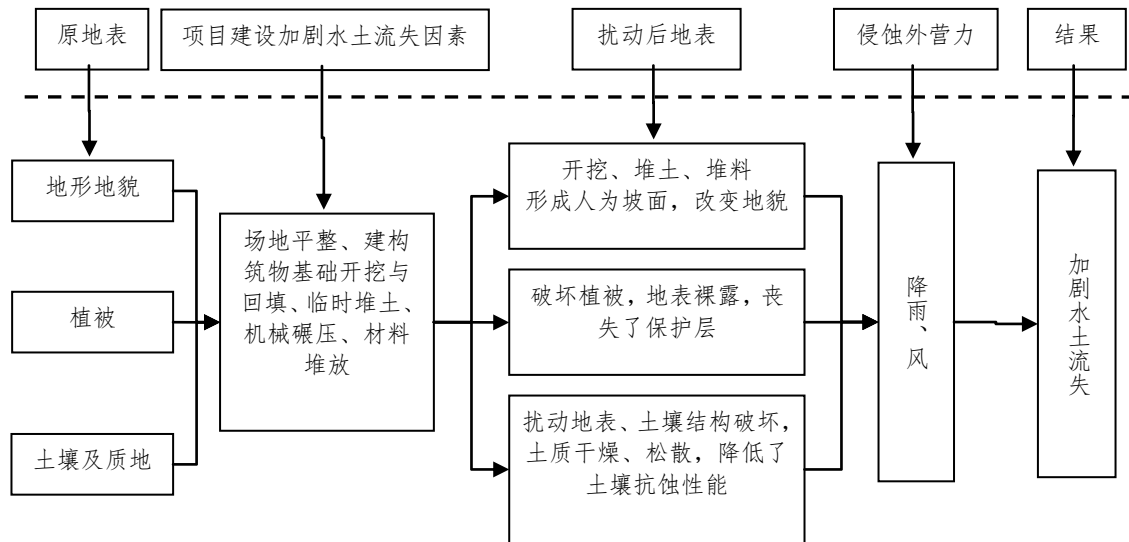 原地表
项目建设加剧水土流失因素
扰动后地表
侵蚀外营力
结果
地形地貌
植被
土壤及质地
场地平整、建构
筑物基础开挖与
回填、临时堆土、
机械碾压、材料
堆放
开挖、堆土、堆料
形成人为坡面，改变地貌
破坏植被，地表裸露，丧
失了保护层
扰动地表、土壤结构破坏，
土质干燥、松散，降低了
土壤抗蚀性能
降雨、风
加剧水土流失